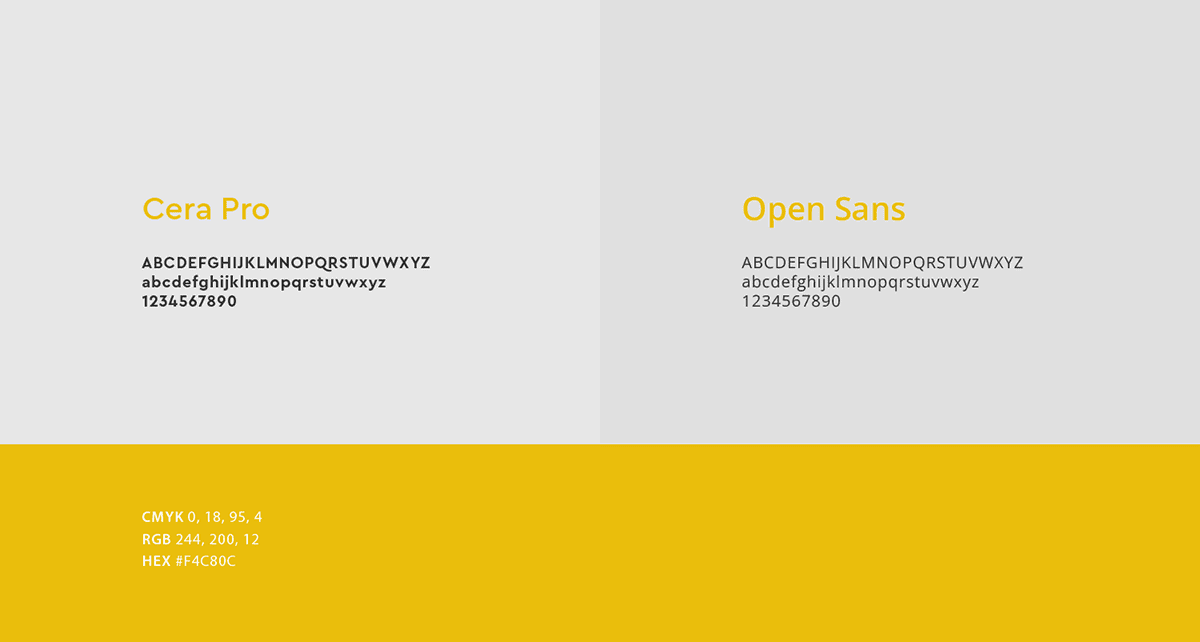 Cera Pro
ABCDEFGHIJKLMNOPQRSTUVWXYZ
abcdefghijklmnopqrstuvwxyz
1234567890
Open Sans
ABCDEFGHIJKLMNOPQRSTUVWXYZ
abcdefghijklmnopqrstuvwxyz
1234567890
CMYK 0, 18, 95, 4
RGB 244, 200, 12
HEX #F4C80C